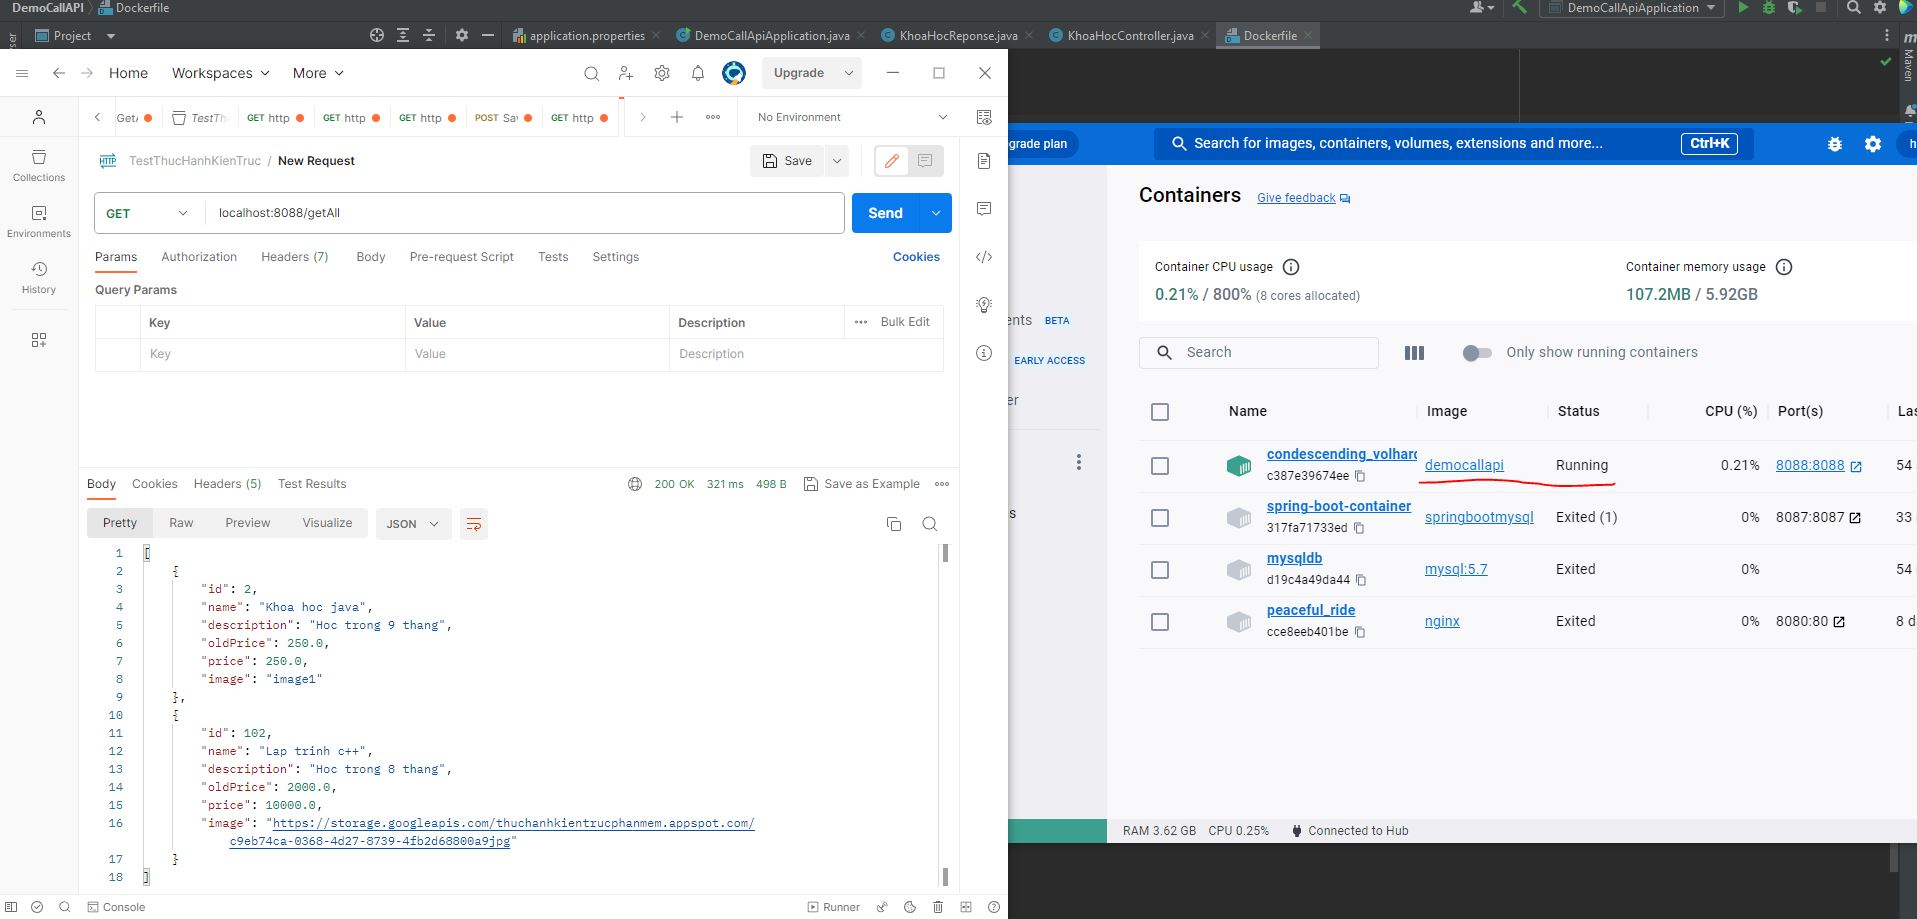 DemoCallAPI Dockerfile
DemoCallApiApplication
Project
application.properties
DemoCallApiApplication.java
KhoaHocReponse.java
KhoaHocController.java
Dockerfile
Maven
Home
Workspaces
More
Upgrade
GET http
GET http
GET http
POST Sav
GET http
No Environment
TestThucHanhKienTruc / New Request
Save
Collections
Environments
History
GET
localhost:8088/getAll
Send
Params
Authorization
Headers (7)
Body
Pre-request Script
Tests
Settings
Cookies
Query Params
Key
Value
Description
Bulk Edit
Key
Value
Description
Body
Cookies
Headers (5)
Test Results
200 OK
321 ms
498 B
Save as Example
Pretty
Raw
Preview
Visualize
JSON
1 [
2 {
3 "id": 2,
4 "name": "Khoa hoc java",
5 "description": "Hoc trong 9 thang",
6 "oldPrice": 250.0,
7 "price": 250.0,
8 "image": "image1"
9 },
10 {
11 "id": 102,
12 "name": "Lap trinh c++",
13 "description": "Hoc trong 8 thang",
14 "oldPrice": 2000.0,
15 "price": 10000.0,
16 "image": "https://storage.googleapis.com/thuchanhkientrucphanmem.appspot.com/
c9eb74ca-0368-4d27-8739-4fb2d68800a9jpg"
17 }
18 ]
Console
Runner
grade plan
Search for images, containers, volumes, extensions and more...
Ctrl+K
ents BETA
EARLY ACCESS
er
s
Containers
Give feedback
Container CPU usage
0.21% / 800% (8 cores allocated)
Container memory usage
107.2MB / 5.92GB
Search
Only show running containers
Name
Image
Status
CPU (%)
Port(s)
Las
condescending_volhard
c387e39674ee
democallapi
Running
0.21%
8088:8088
54
spring-boot-container
317fa71733ed
springbootmysql
Exited (1)
0%
8087:8087
33
mysqldb
d19c4a49da44
mysql:5.7
Exited
0%
54
peaceful_ride
cce8eeb401be
nginx
Exited
0%
8080:80
8 d
RAM 3.62 GB CPU 0.25% Connected to Hub